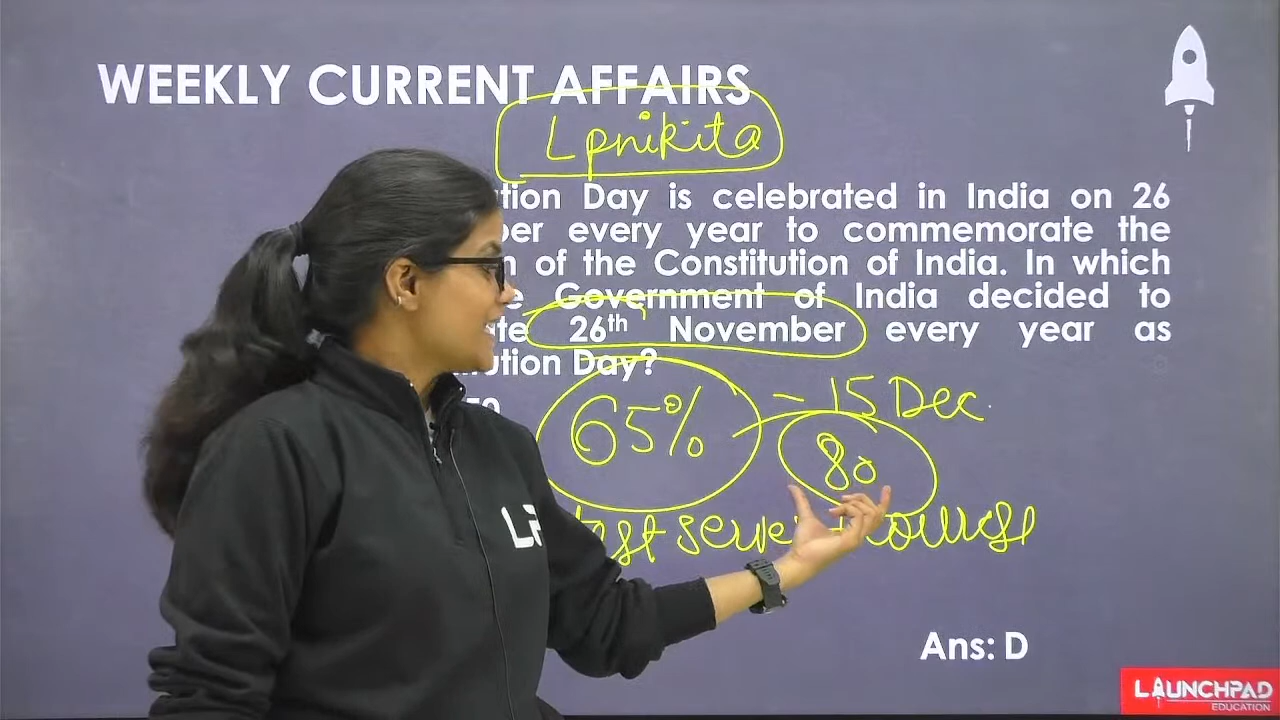 WEEKLY CURRENT AFFAIRS
Lpnikita
tion Day is celebrated in India on 26
ber every year to commemorate the
n of the Constitution of India. In which
e Government of India decided to
te 26th November every year as
ution Day?
65% - 15 Dec.
80
LP
Ans: D
LAUNCHPAD
EDUCATION